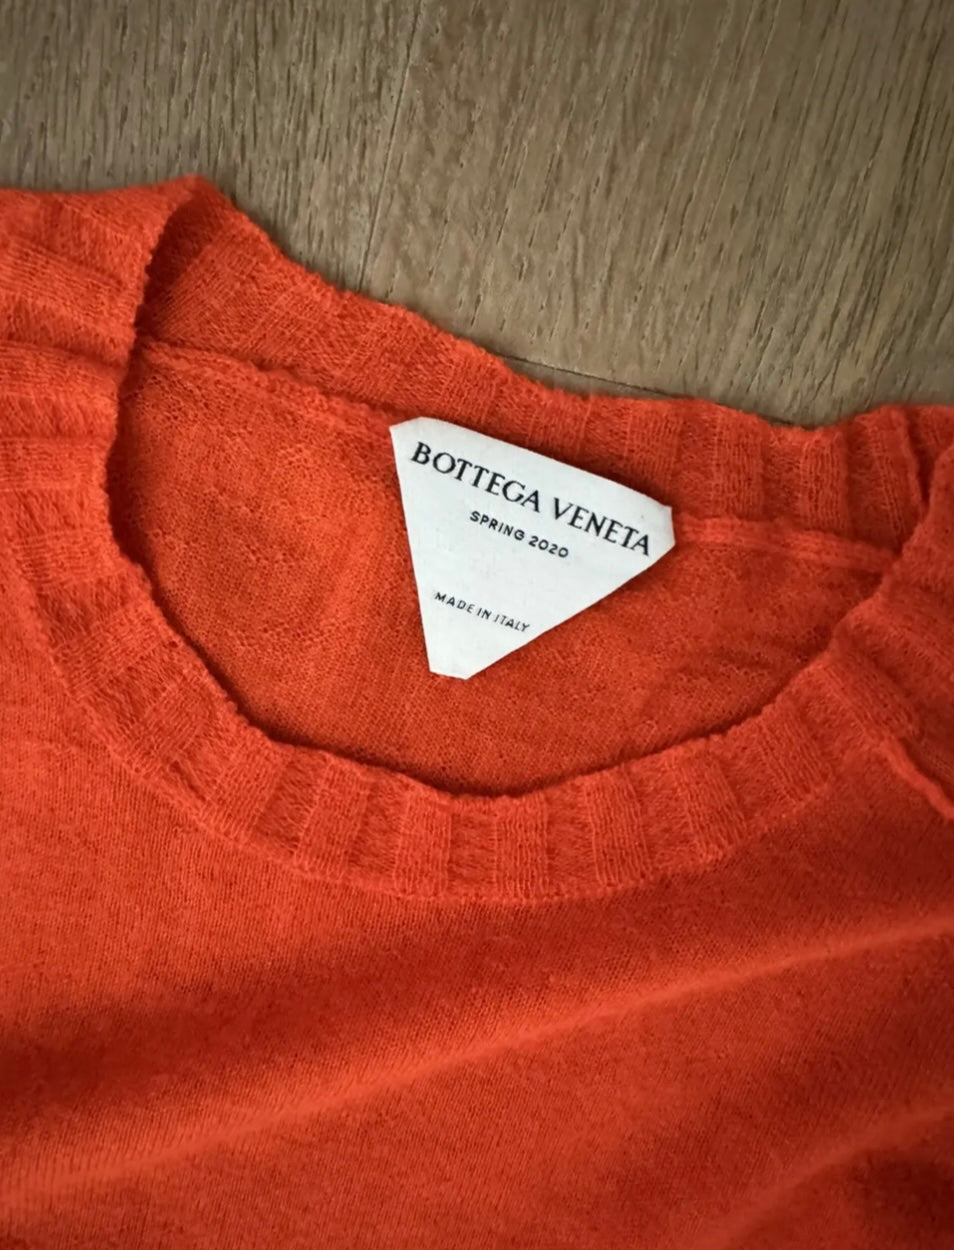 BOTTEGA VENETA
SPRING 2020
MADE IN ITALY